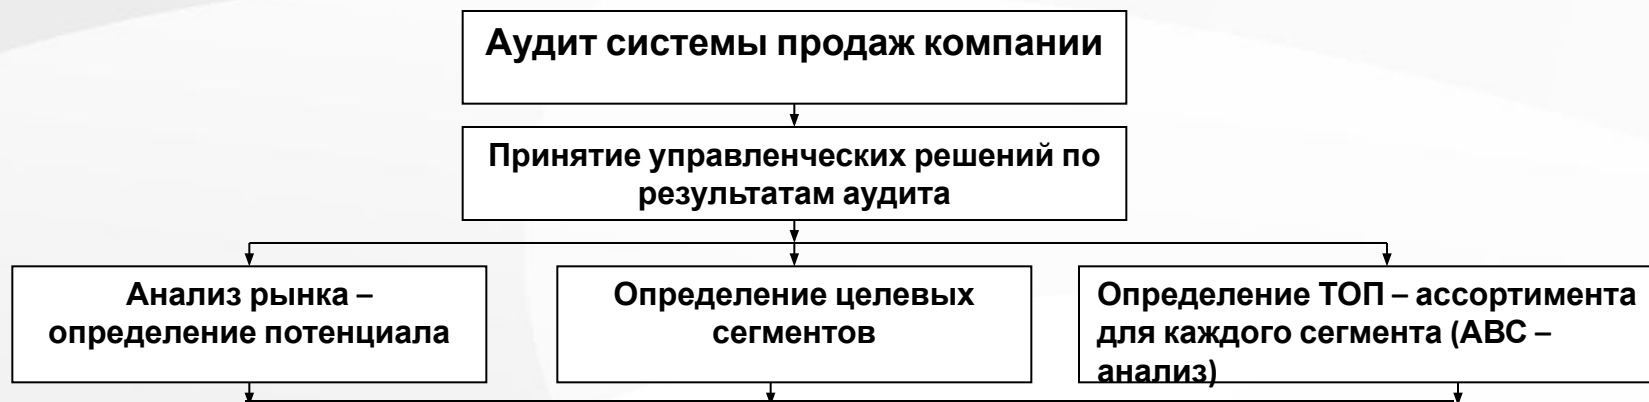 Аудит системы продаж компании
Принятие управленческих решений по
результатам аудита
Анализ рынка –
определение потенциала
Определение целевых
сегментов
Определение ТОП – ассортимента
для каждого сегмента (АВС –
анализ)